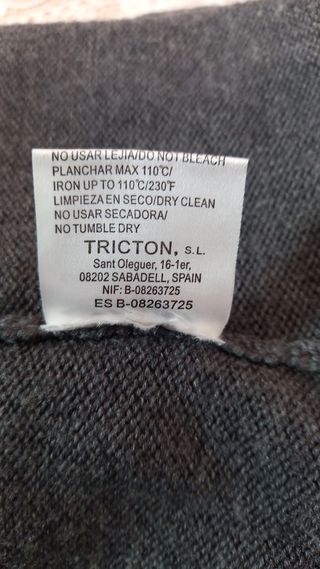 NO USAR LEJIA/DO NOT BLEACH
PLANCHAR MAX 110°C/
IRON UP TO 110°C/230°F
LIMPIEZA EN SECO/DRY CLEAN
NO USAR SECADORA/
NO TUMBLE DRY
TRICTON, S.L.
Sant Oleguer, 16-1er,
08202 SABADELL, SPAIN
NIF: B-08263725
ES B-08263725